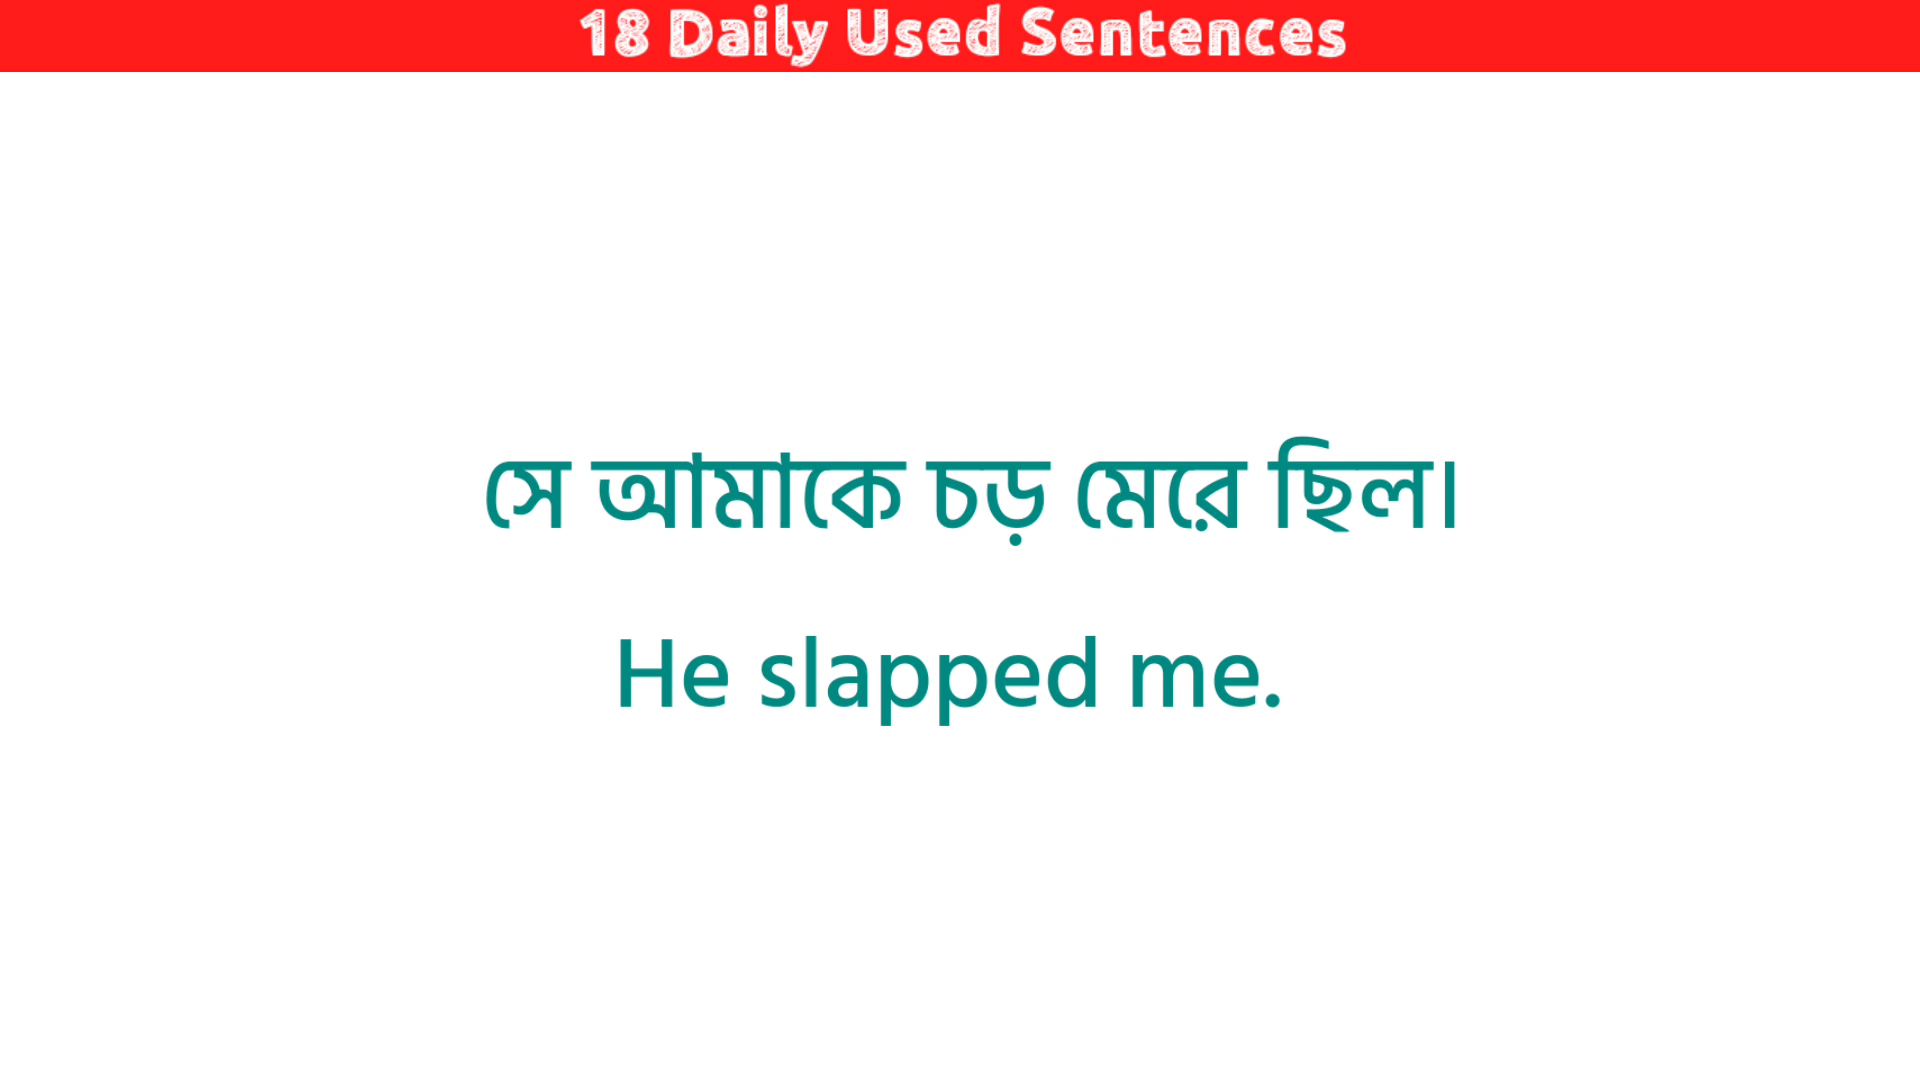 18 Daily Used Sentences
সে আমাকে চড় মেরে ছিল।
He slapped me.